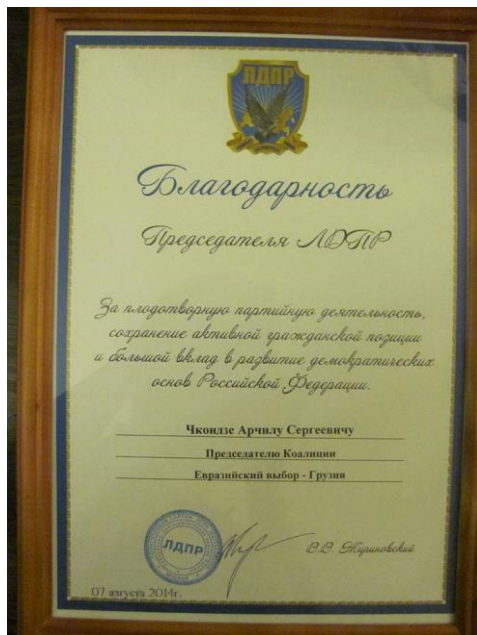 ЛДПР
Благодарность
Председателя ЛДПР
За плодотворную партийную деятельность,
сохранение активной гражданской позиции
и большой вклад в развитие демократических
основ Российской Федерации.
Чкоидзе Арчилу Сергеевичу
Председателю Коалиции
Евразийский выбор - Грузия
ЛДПР
В.В. Жириновский
07 августа 2014г.